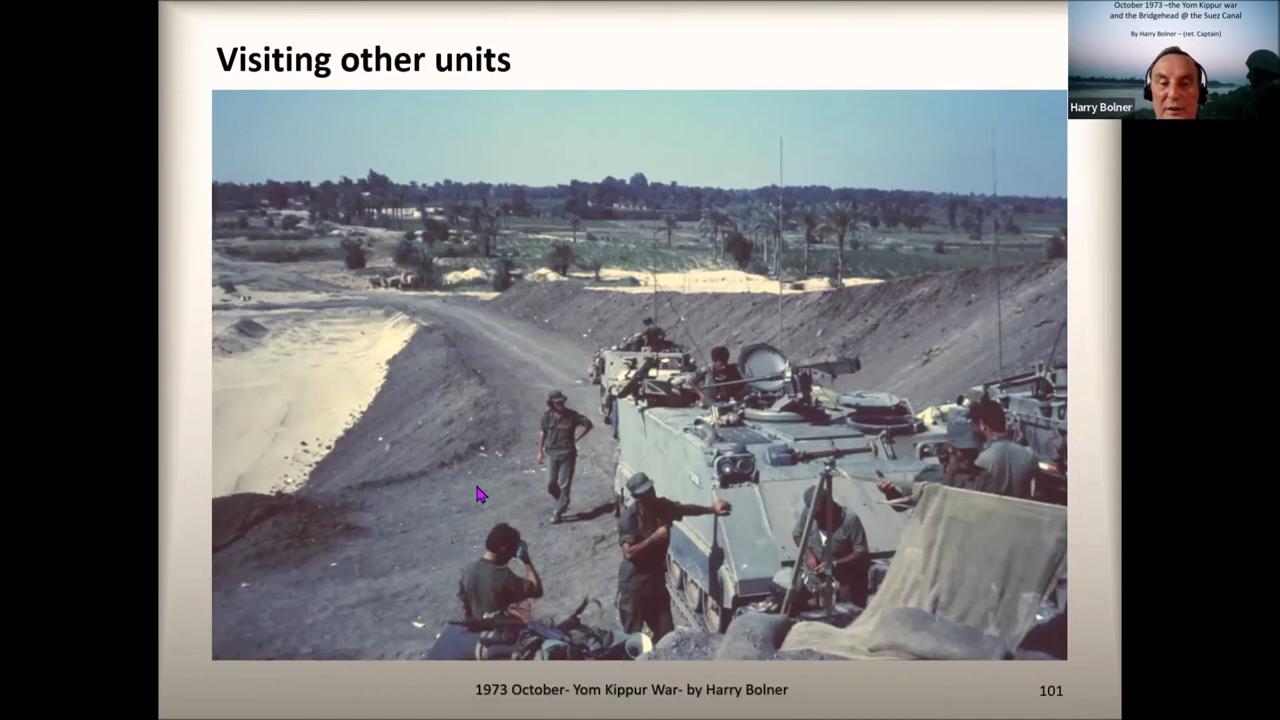 Visiting other units
October 1973 –the Yom Kippur war
and the Bridgehead @ the Suez Canal
By Harry Bolner – (ret. Captain)
Harry Bolner
1973 October- Yom Kippur War- by Harry Bolner
101